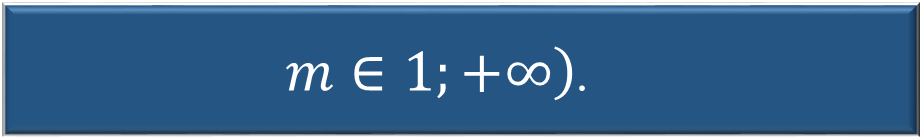 m ∈ 1; +∞).